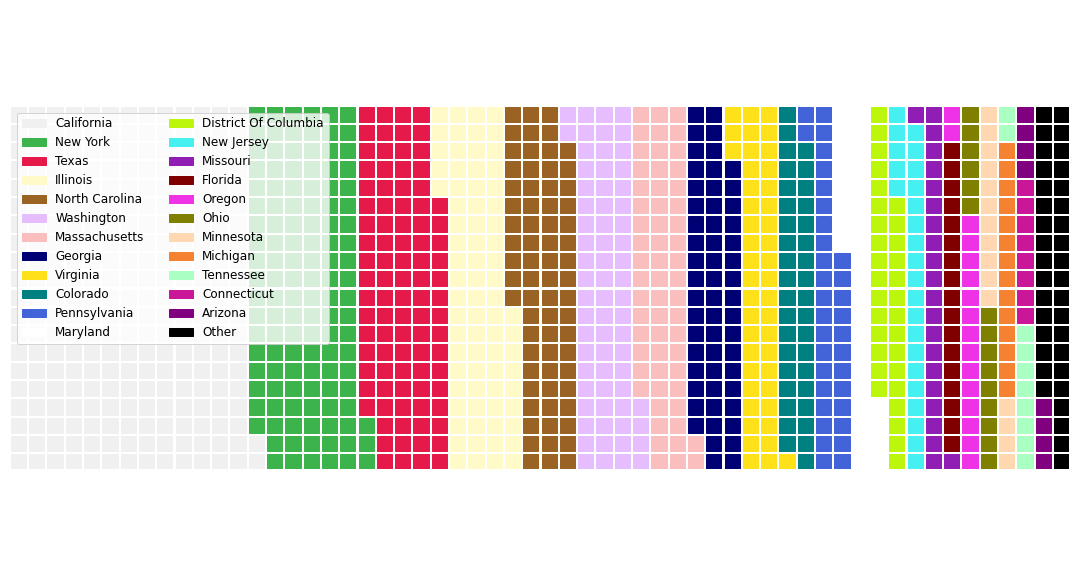 California
New York
Texas
Illinois
North Carolina
Washington
Massachusetts
Georgia
Virginia
Colorado
Pennsylvania
Maryland
District Of Columbia
New Jersey
Missouri
Florida
Oregon
Ohio
Minnesota
Michigan
Tennessee
Connecticut
Arizona
Other